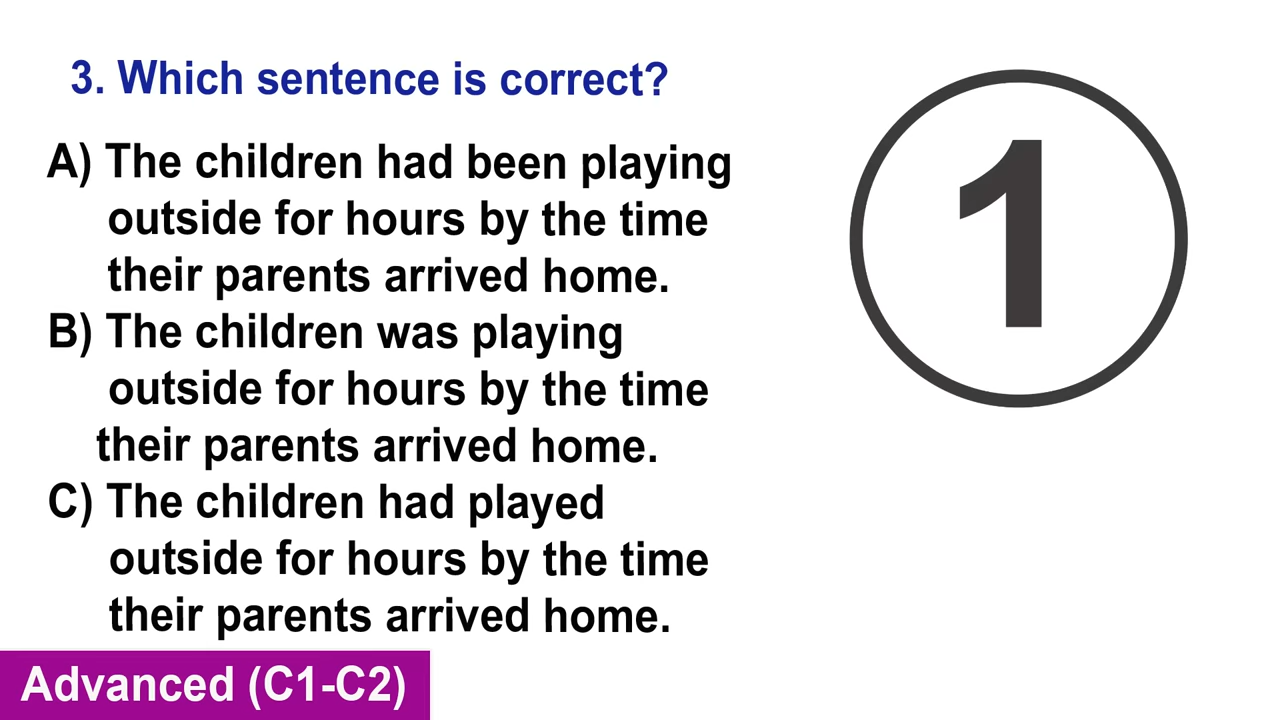 3. Which sentence is correct?
A) The children had been playing
outside for hours by the time
their parents arrived home.
B) The children was playing
outside for hours by the time
their parents arrived home.
C) The children had played
outside for hours by the time
their parents arrived home.
1
Advanced (C1-C2)